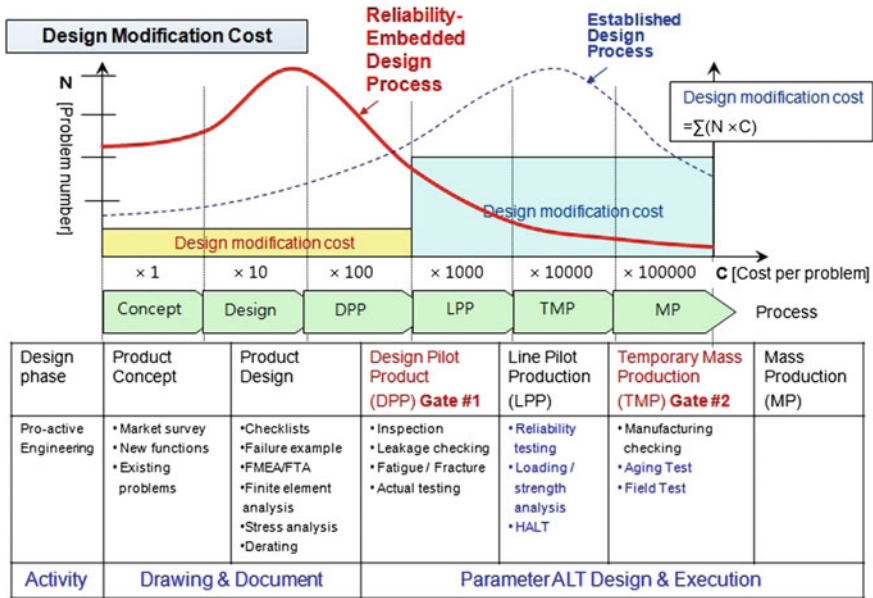 Design Modification Cost
Reliability-
Embedded
Design
Process
Established
Design
Process
N
[Problem number]
Design modification cost
=∑(N ×C)
Design modification cost
Design modification cost
× 1
× 10
× 100
× 1000
× 10000
× 100000
C [Cost per problem]
Concept
Design
DPP
LPP
TMP
MP
Process
Design
phase
Product
Concept
Product
Design
Design Pilot
Product
(DPP) Gate #1
Line Pilot
Production
(LPP)
Temporary Mass
Production
(TMP) Gate #2
Mass
Production
(MP)
Pro-active
Engineering
•Market survey
•New functions
•Existing
problems
•Checklists
•Failure example
•FMEA/FTA
•Finite element
analysis
•Stress analysis
•Derating
•Inspection
•Leakage checking
•Fatigue / Fracture
•Actual testing
•Reliability
testing
•Loading /
strength
analysis
•HALT
•Manufacturing
checking
•Aging Test
•Field Test
Activity
Drawing & Document
Parameter ALT Design & Execution